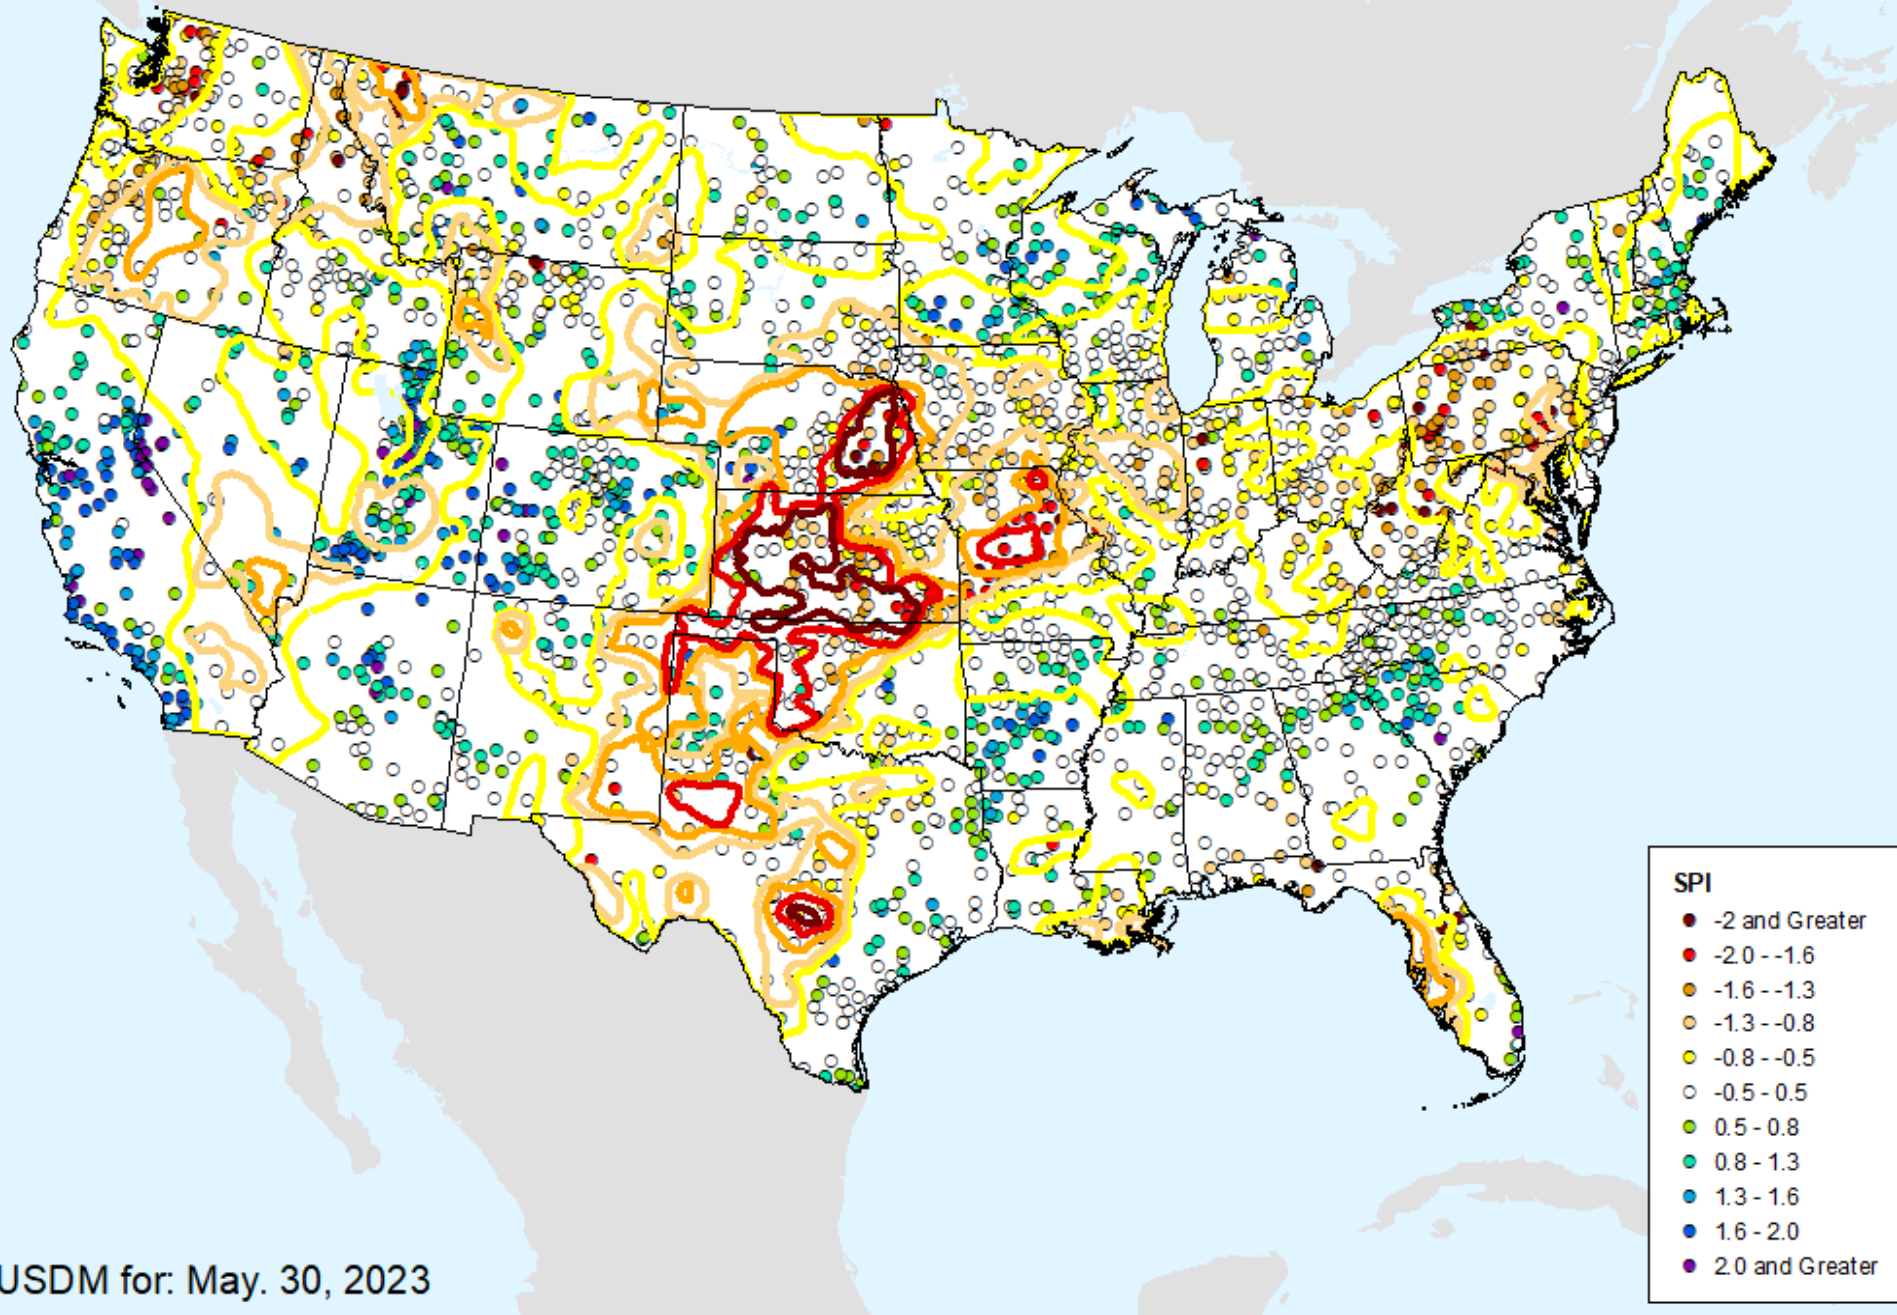 SPI
-2 and Greater
-2.0 - -1.6
-1.6 - -1.3
-1.3 - -0.8
-0.8 - -0.5
-0.5 - 0.5
0.5 - 0.8
0.8 - 1.3
1.3 - 1.6
1.6 - 2.0
2.0 and Greater
USDM for: May. 30, 2023